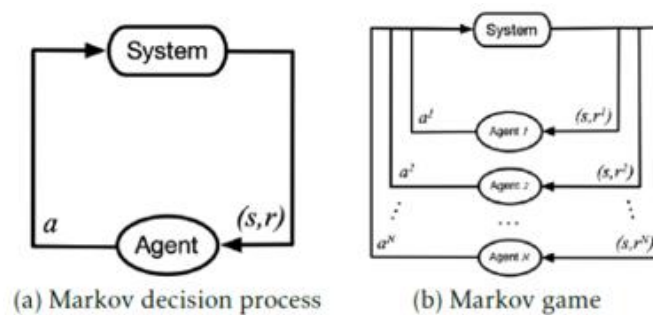 System
a
(s,r)
Agent
(a) Markov decision process
System
a¹
Agent 1
(s,r¹)
a²
Agent 2
(s,r²)
...
aᴺ
Agent N
(s,rᴺ)
(b) Markov game